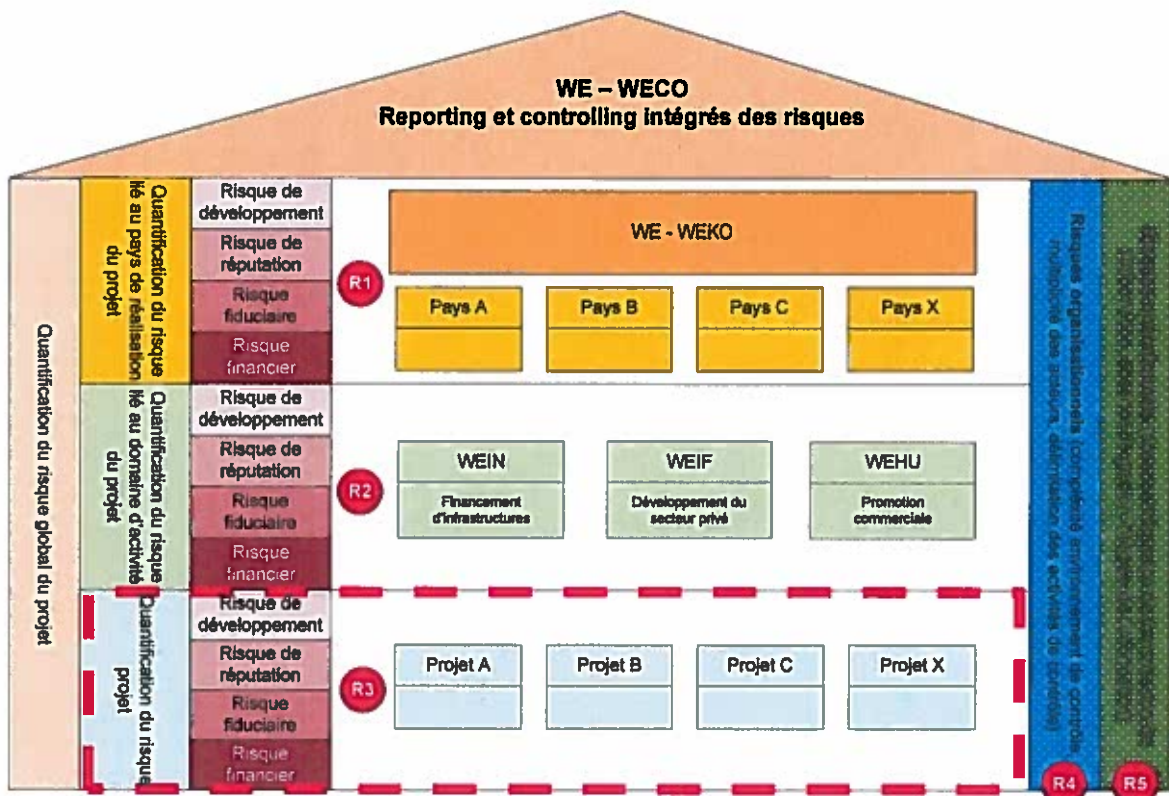 WE – WECO
Reporting et controlling intégrés des risques
Quantification du risque global du projet
Quantification du risque
lié au pays de réalisation
du projet
Risque de
développement
Risque de
réputation
Risque
fiduciaire
Risque
financier
R1
WE - WEKO
Pays A
Pays B
Pays C
Pays X
Quantification du risque
lié au domaine d'activité
du projet
Risque de
développement
Risque de
réputation
Risque
fiduciaire
Risque
financier
R2
WEIN
Financement
d'infrastructures
WEIF
Développement du
secteur privé
WEHU
Promotion
commerciale
Quantification du risque
projet
Risque de
développement
Risque de
réputation
Risque
fiduciaire
Risque
financier
R3
Projet A
Projet B
Projet C
Projet X
Risques organisationnels (complexité environnement de contrôle,
multiplicité des acteurs, délimitation des activités de contrôle)
R4
R5